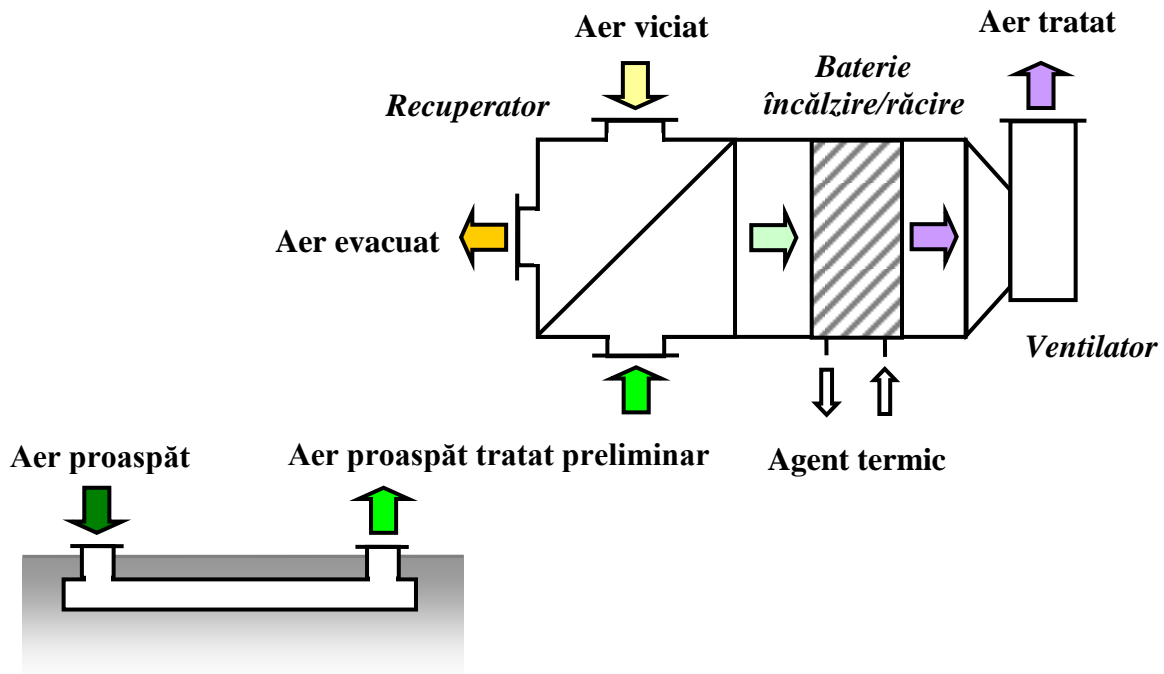 Aer viciat
Aer tratat
Baterie
încălzire/răcire
Recuperator
Aer evacuat
Ventilator
Aer proaspăt
Aer proaspăt tratat preliminar
Agent termic